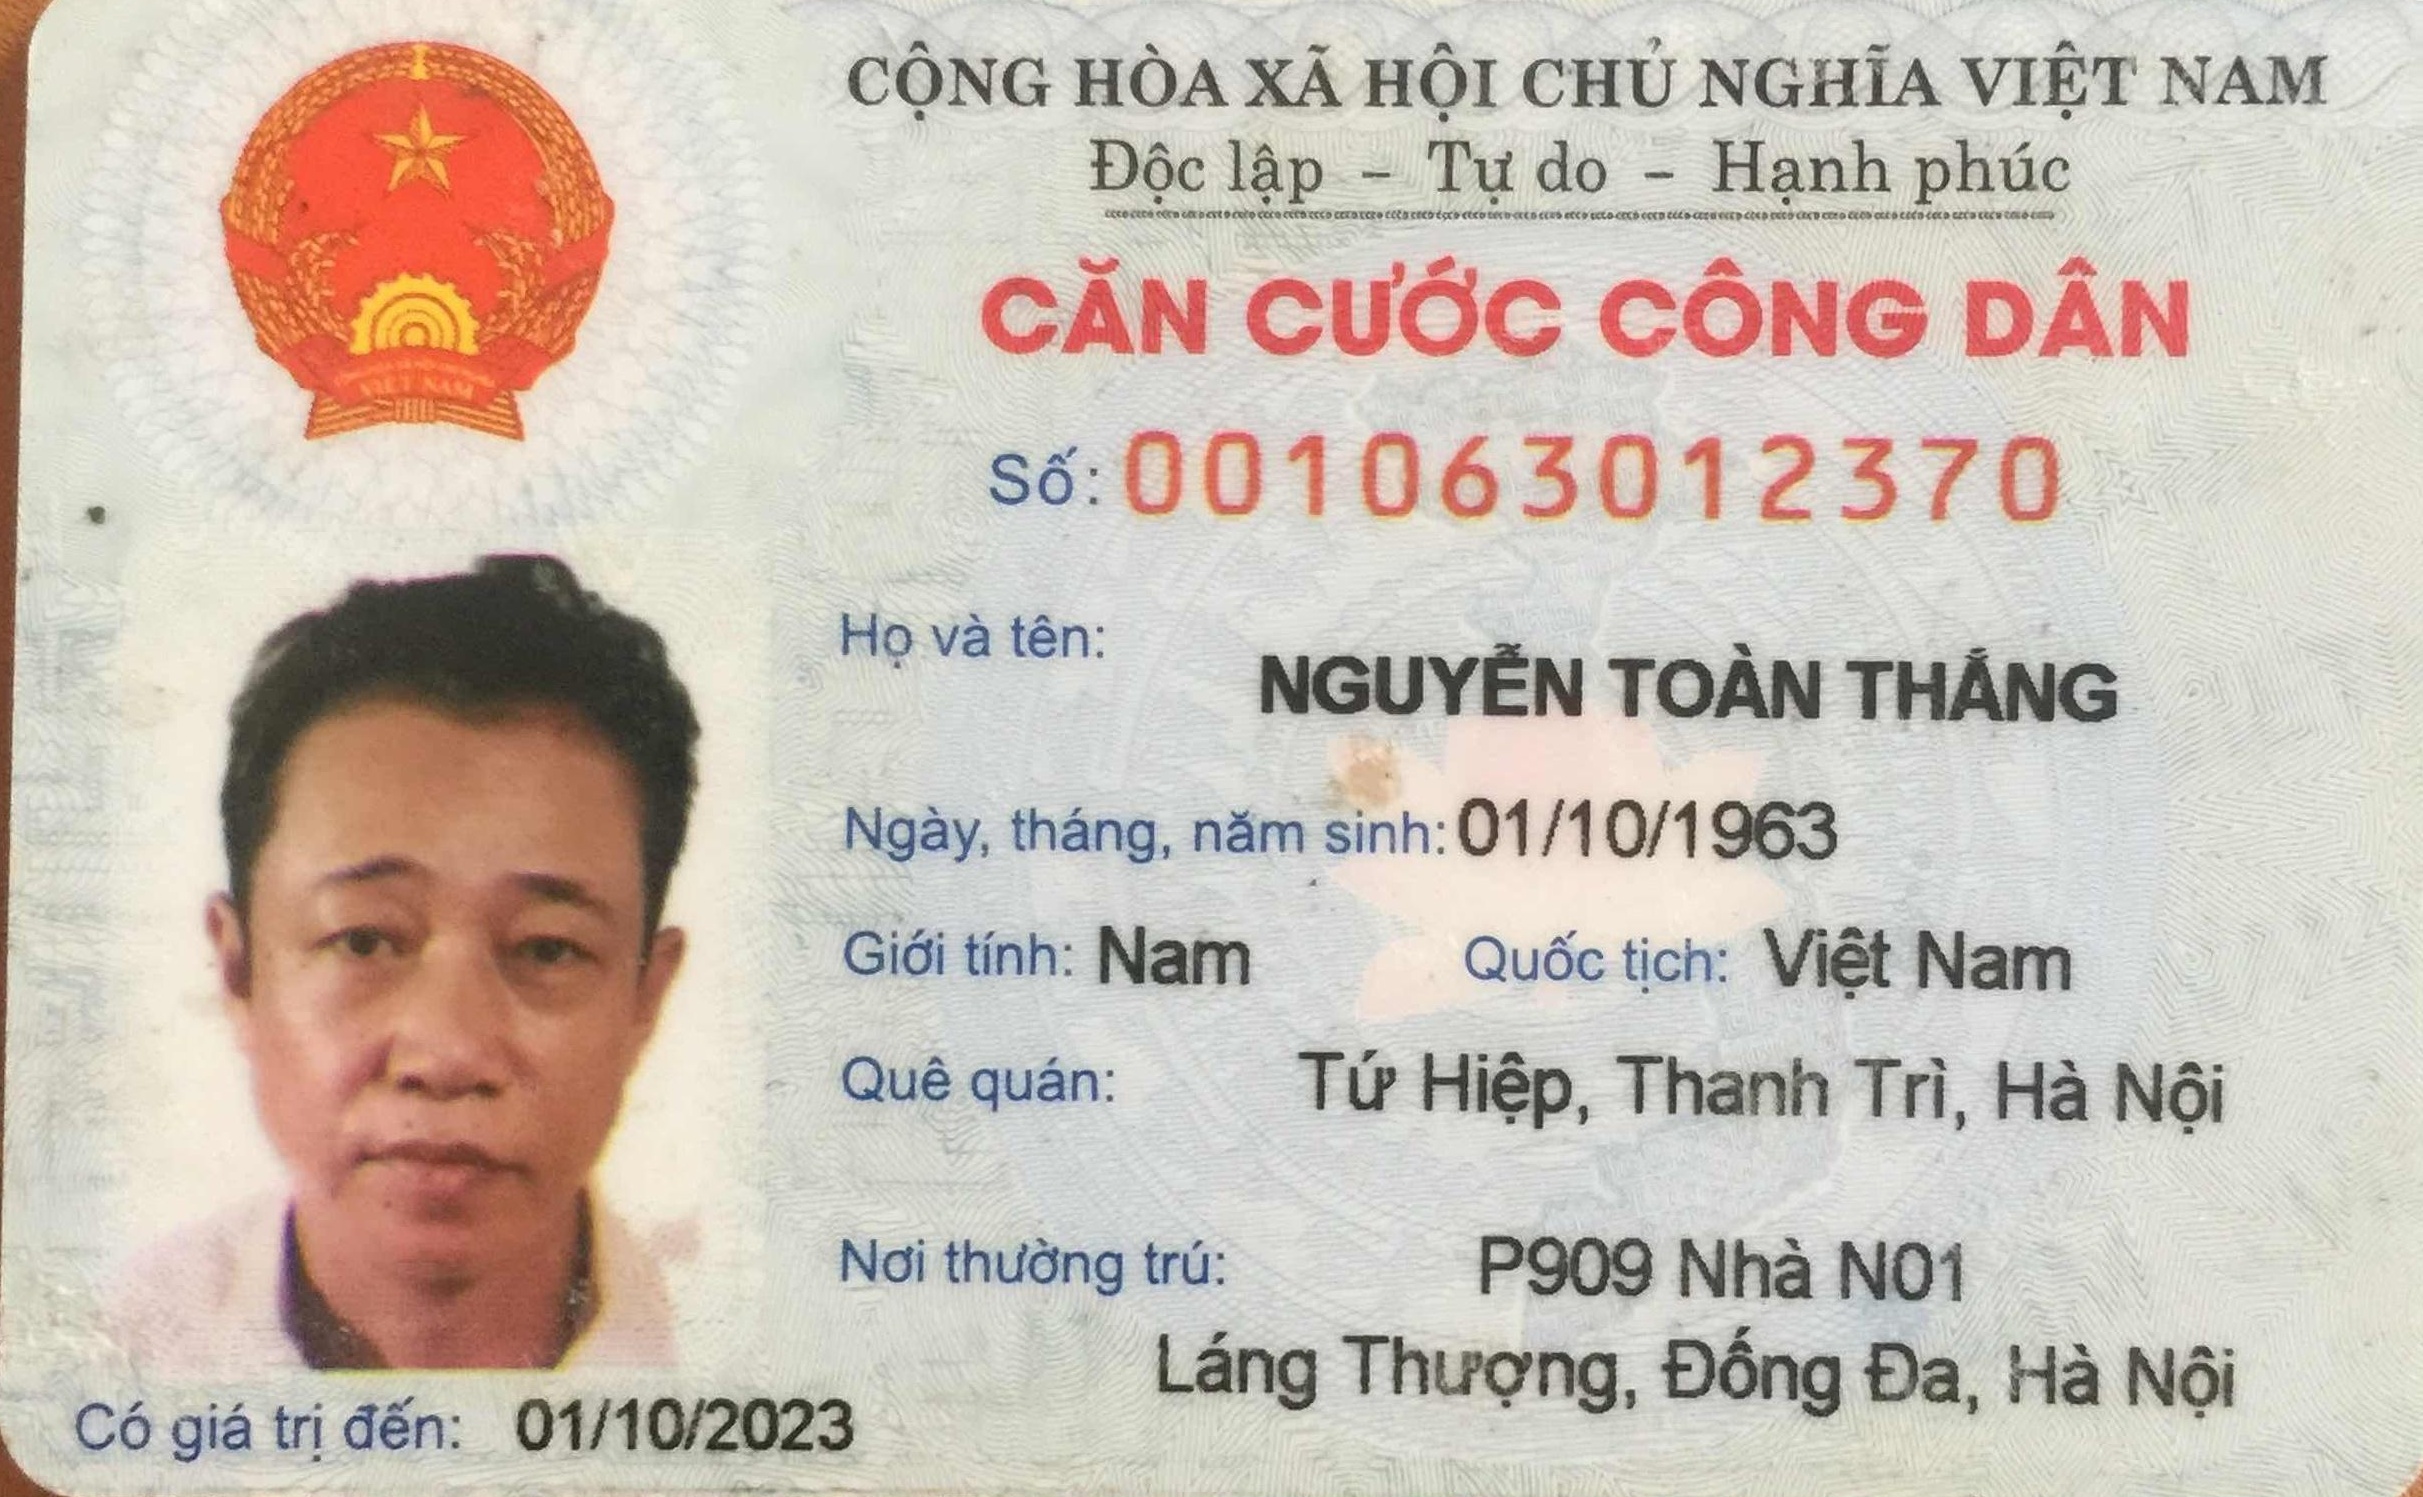 CỘNG HÒA XÃ HỘI CHỦ NGHĨA VIỆT NAM
Độc lập - Tự do - Hạnh phúc
CĂN CƯỚC CÔNG DÂN
Số: 001063012370
Họ và tên:
NGUYỄN TOÀN THẮNG
Ngày, tháng, năm sinh: 01/10/1963
Giới tính: Nam Quốc tịch: Việt Nam
Quê quán: Tứ Hiệp, Thanh Trì, Hà Nội
Nơi thường trú: P909 Nhà N01
Láng Thượng, Đống Đa, Hà Nội
Có giá trị đến: 01/10/2023
VIỆT NAM